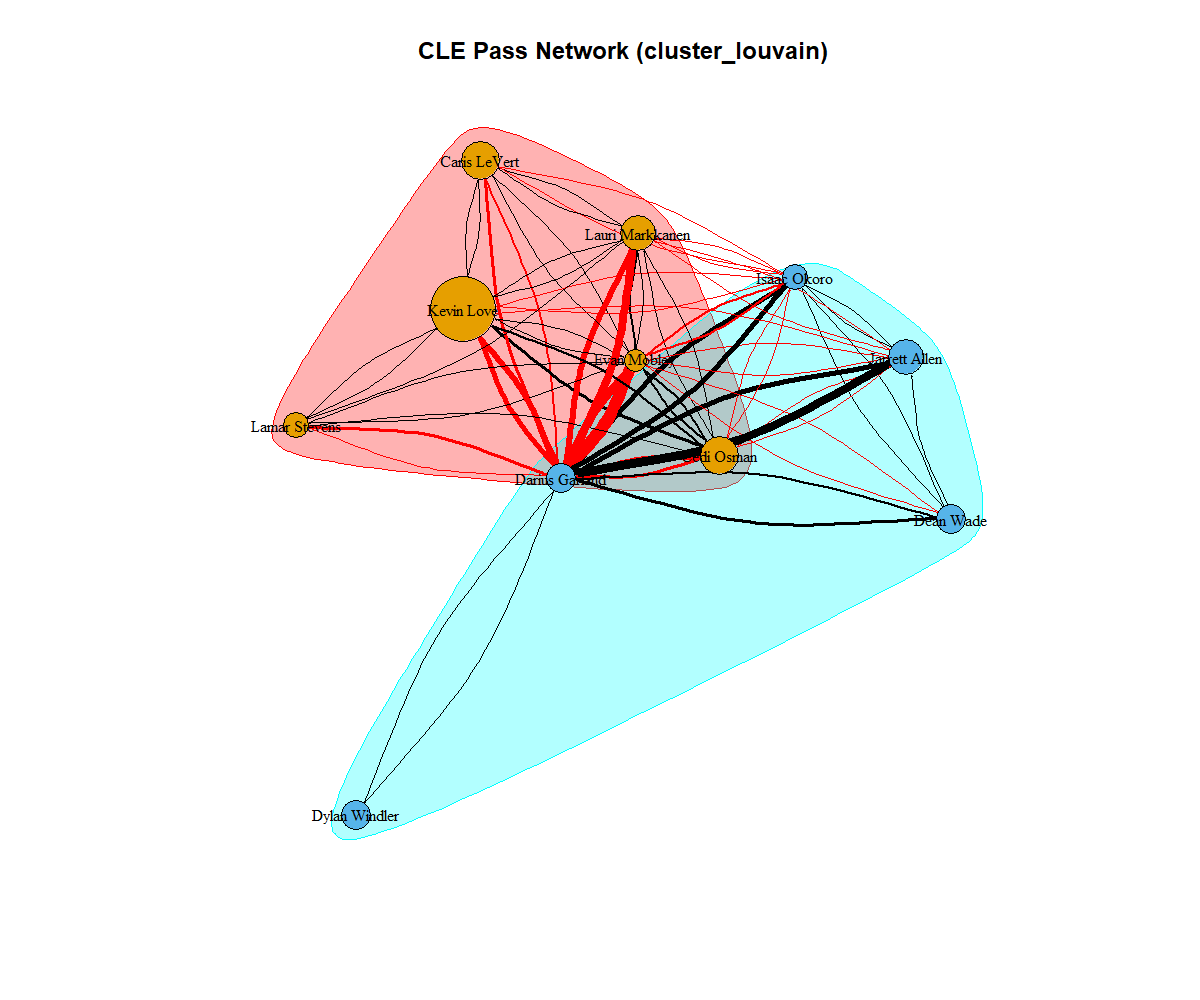 CLE Pass Network (cluster_louvain)
Caris LeVert
Lauri Markkanen
Isaac Okoro
Kevin Love
Evan Mobley
Jarrett Allen
Lamar Stevens
Cedi Osman
Darius Garland
Dean Wade
Dylan Windler